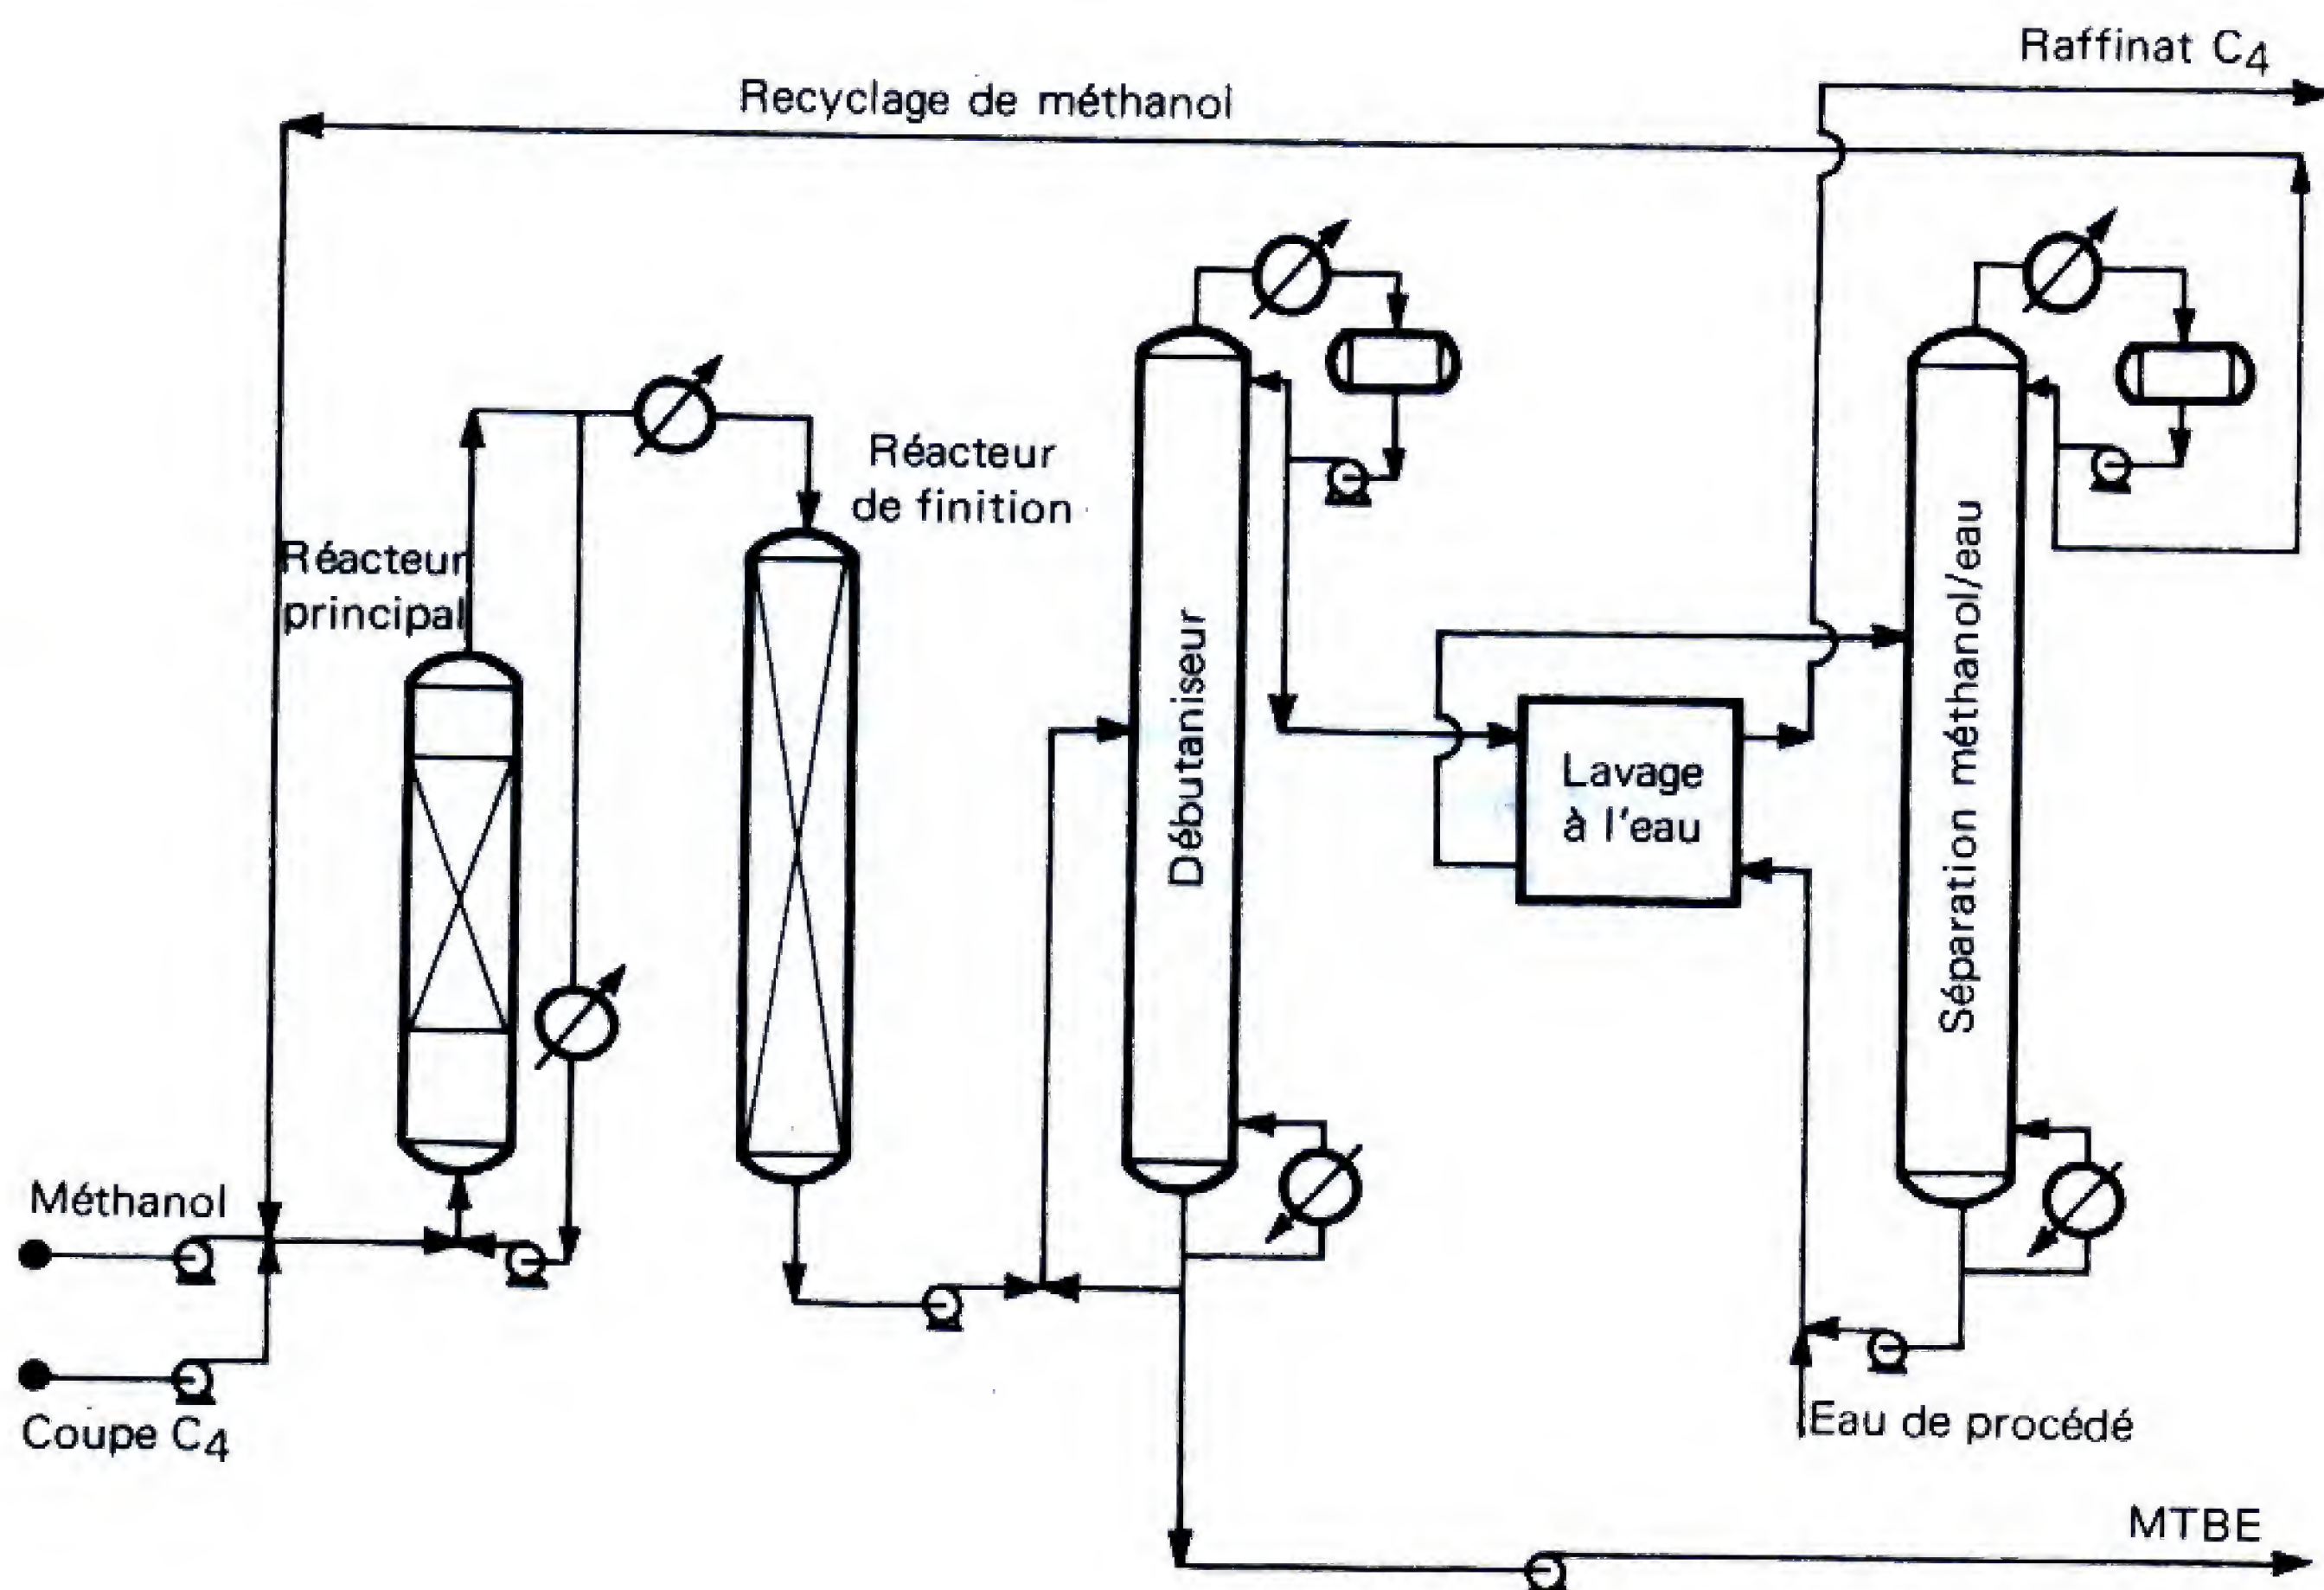 Raffinat C4
Recyclage de méthanol
Réacteur
de finition
Réacteur
principal
Débutaniseur
Lavage
à l'eau
Séparation méthanol/eau
Méthanol
Coupe C4
Eau de procédé
MTBE